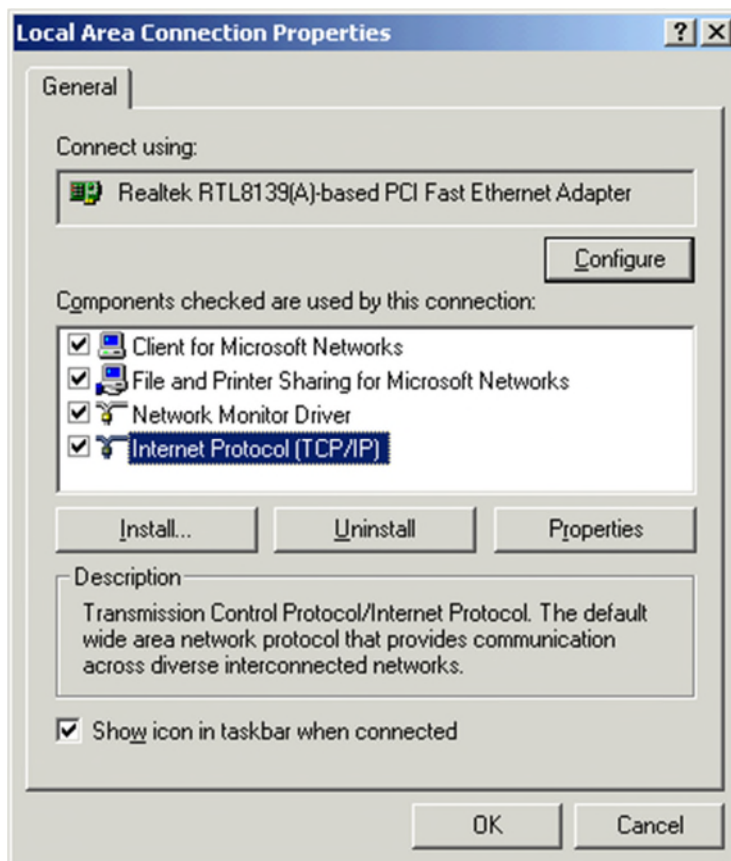 Local Area Connection Properties
General
Connect using:
Realtek RTL8139(A)-based PCI Fast Ethernet Adapter
Configure
Components checked are used by this connection:
Client for Microsoft Networks
File and Printer Sharing for Microsoft Networks
Network Monitor Driver
Internet Protocol (TCP/IP)
Install... Uninstall Properties
Description
Transmission Control Protocol/Internet Protocol. The default
wide area network protocol that provides communication
across diverse interconnected networks.
Show icon in taskbar when connected
OK Cancel